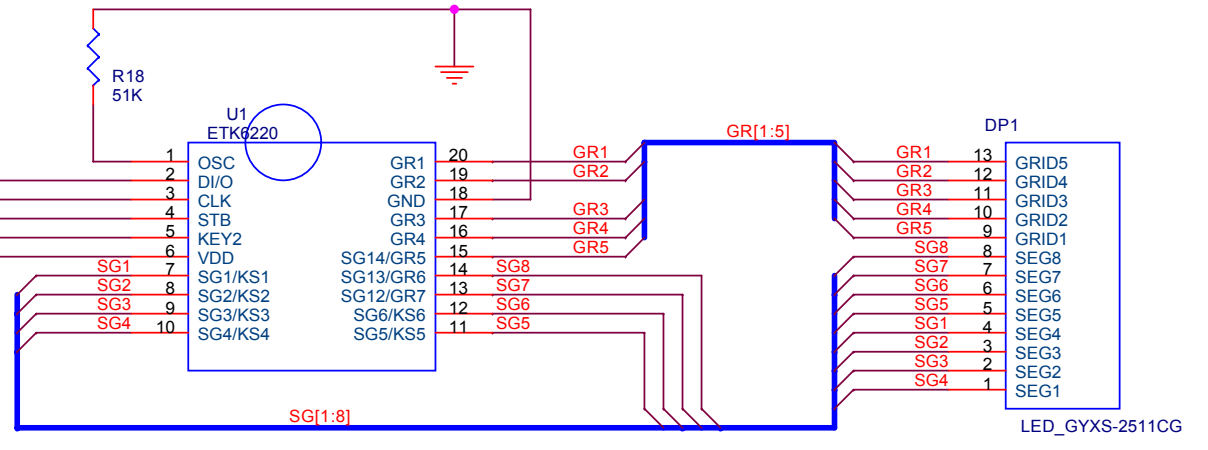 R18
51K
U1
ETK6220
1 OSC
2 DI/O
3 CLK
4 STB
5 KEY2
6 VDD
SG1 7 SG1/KS1
SG2 8 SG2/KS2
SG3 9 SG3/KS3
SG4 10 SG4/KS4
GR1 20 GR1
GR2 19 GR2
GND 18
GR3 17 GR3
GR4 16 GR4
SG14/GR5 15 GR5
SG13/GR6 14 SG8
SG12/GR7 13 SG7
SG6/KS6 12 SG6
SG5/KS5 11 SG5
GR[1:5]
SG[1:8]
DP1
GR1 13 GRID5
GR2 12 GRID4
GR3 11 GRID3
GR4 10 GRID2
GR5 9 GRID1
SG8 8 SEG8
SG7 7 SEG7
SG6 6 SEG6
SG5 5 SEG5
SG1 4 SEG4
SG2 3 SEG3
SG3 2 SEG2
SG4 1 SEG1
LED_GYXS-2511CG